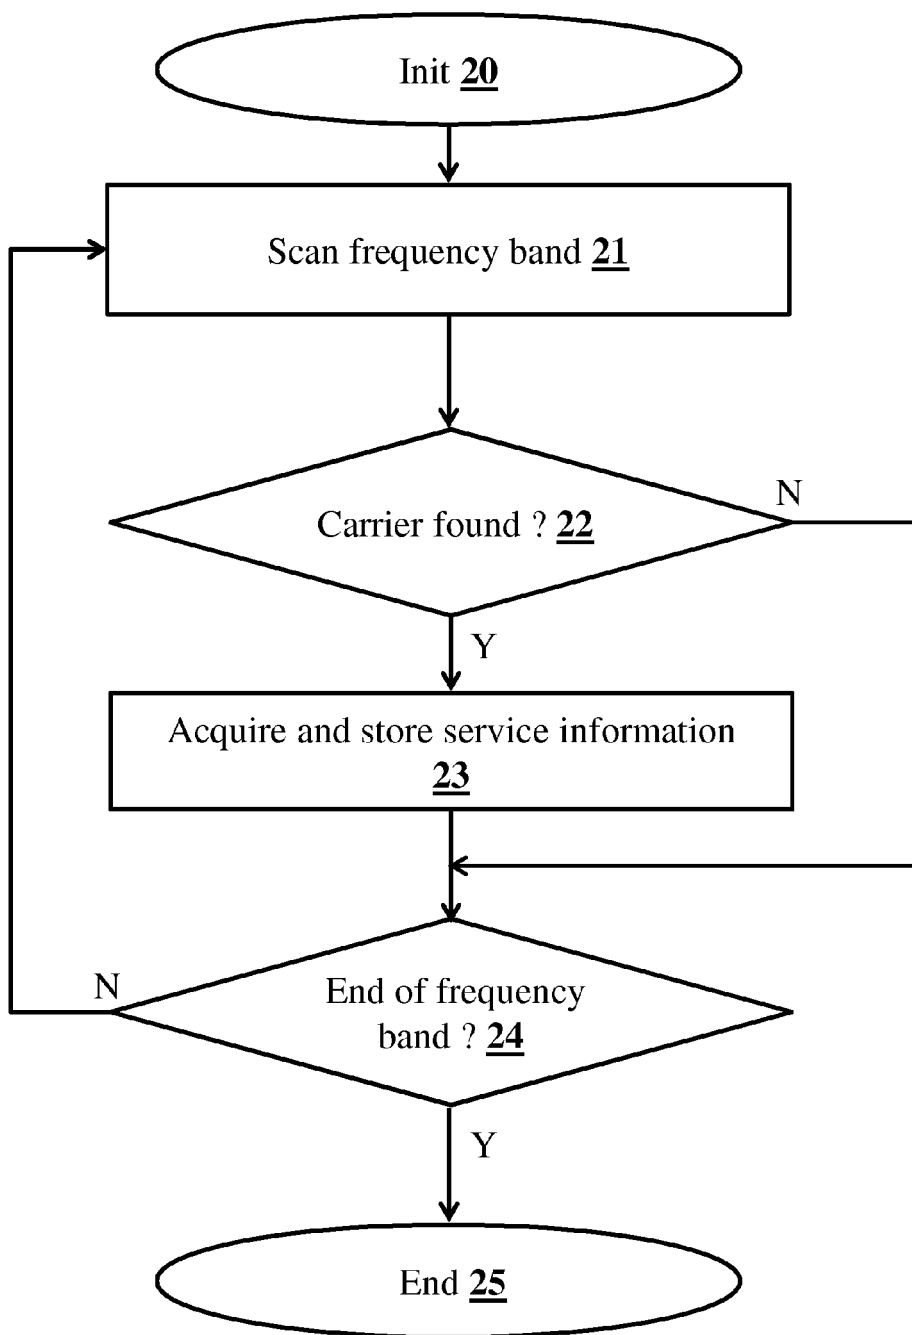 Init 20
Scan frequency band 21
Carrier found ? 22
N
Y
Acquire and store service information
23
N
End of frequency
band ? 24
Y
End 25